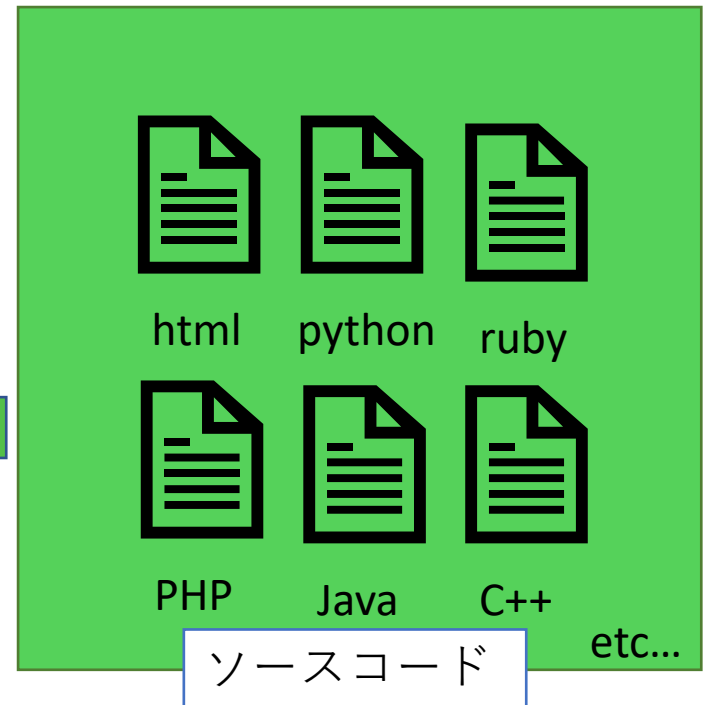 html python ruby
PHP Java C++
etc…
ソースコード